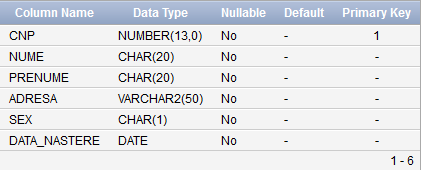 Column Name Data Type Nullable Default Primary Key
CNP NUMBER(13,0) No - 1
NUME CHAR(20) No - -
PRENUME CHAR(20) No - -
ADRESA VARCHAR2(50) No - -
SEX CHAR(1) No - -
DATA_NASTERE DATE No - -
1 - 6